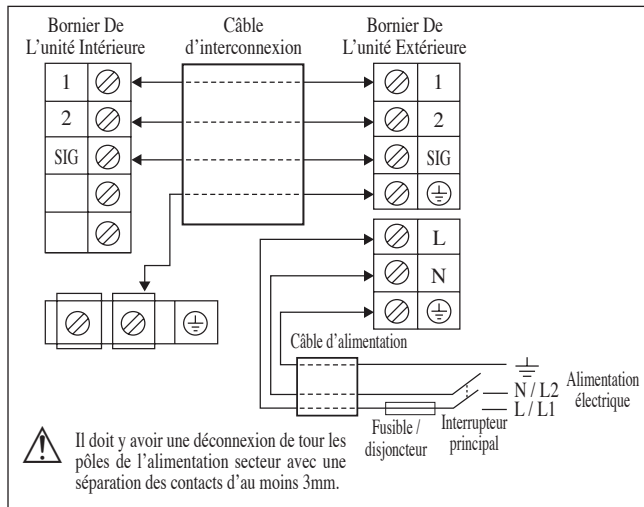 Bornier De
L'unité Intérieure
Câble
d'interconnexion
Bornier De
L'unité Extérieure
1
2
SIG
1
2
SIG
L
N
Câble d'alimentation
N / L2
L / L1
Alimentation
électrique
Fusible /
disjoncteur
Interrupteur
principal
Il doit y avoir une déconnexion de tour les
pôles de l'alimentation secteur avec une
séparation des contacts d'au moins 3mm.